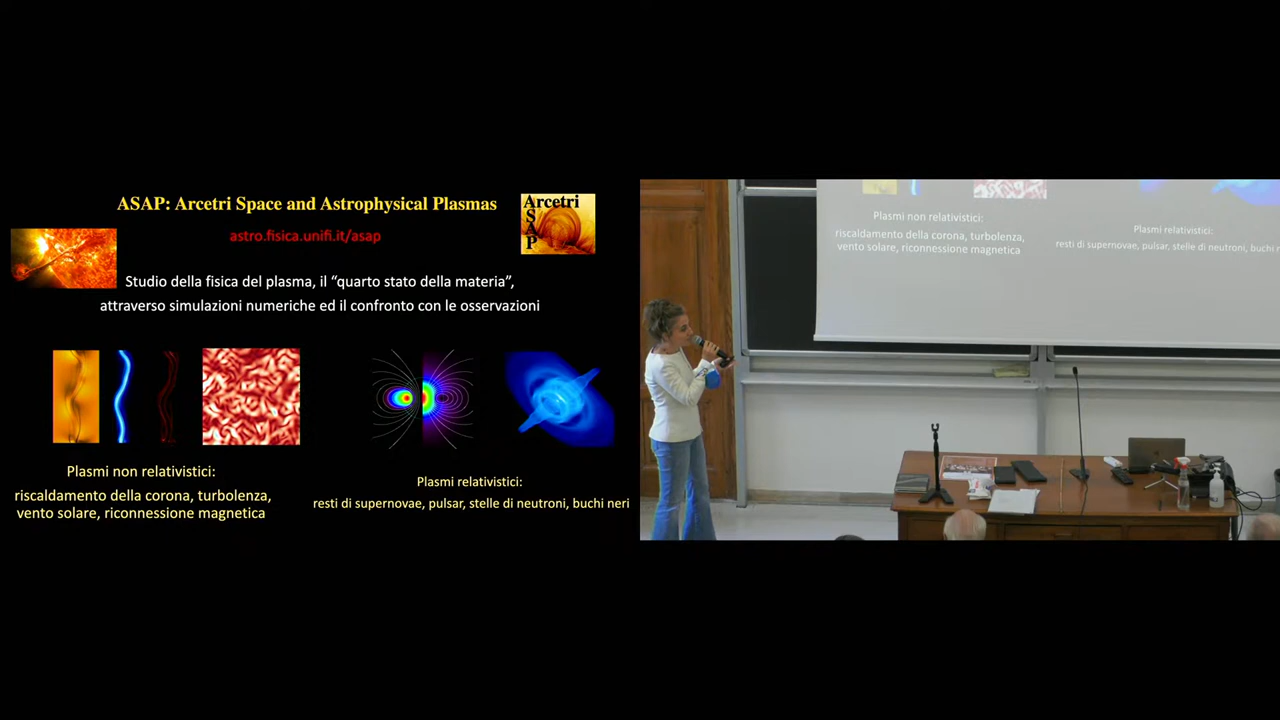 ASAP: Arcetri Space and Astrophysical Plasmas
astro.fisica.unifi.it/asap
Arcetri
ASAP
Studio della fisica del plasma, il “quarto stato della materia”,
attraverso simulazioni numeriche ed il confronto con le osservazioni
Plasmi non relativistici:
riscaldamento della corona, turbolenza,
vento solare, riconnessione magnetica
Plasmi relativistici:
resti di supernovae, pulsar, stelle di neutroni, buchi neri
Plasmi non relativistici:
riscaldamento della corona, turbolenza,
vento solare, riconnessione magnetica
Plasmi relativistici:
resti di supernovae, pulsar, stelle di neutroni, buchi n